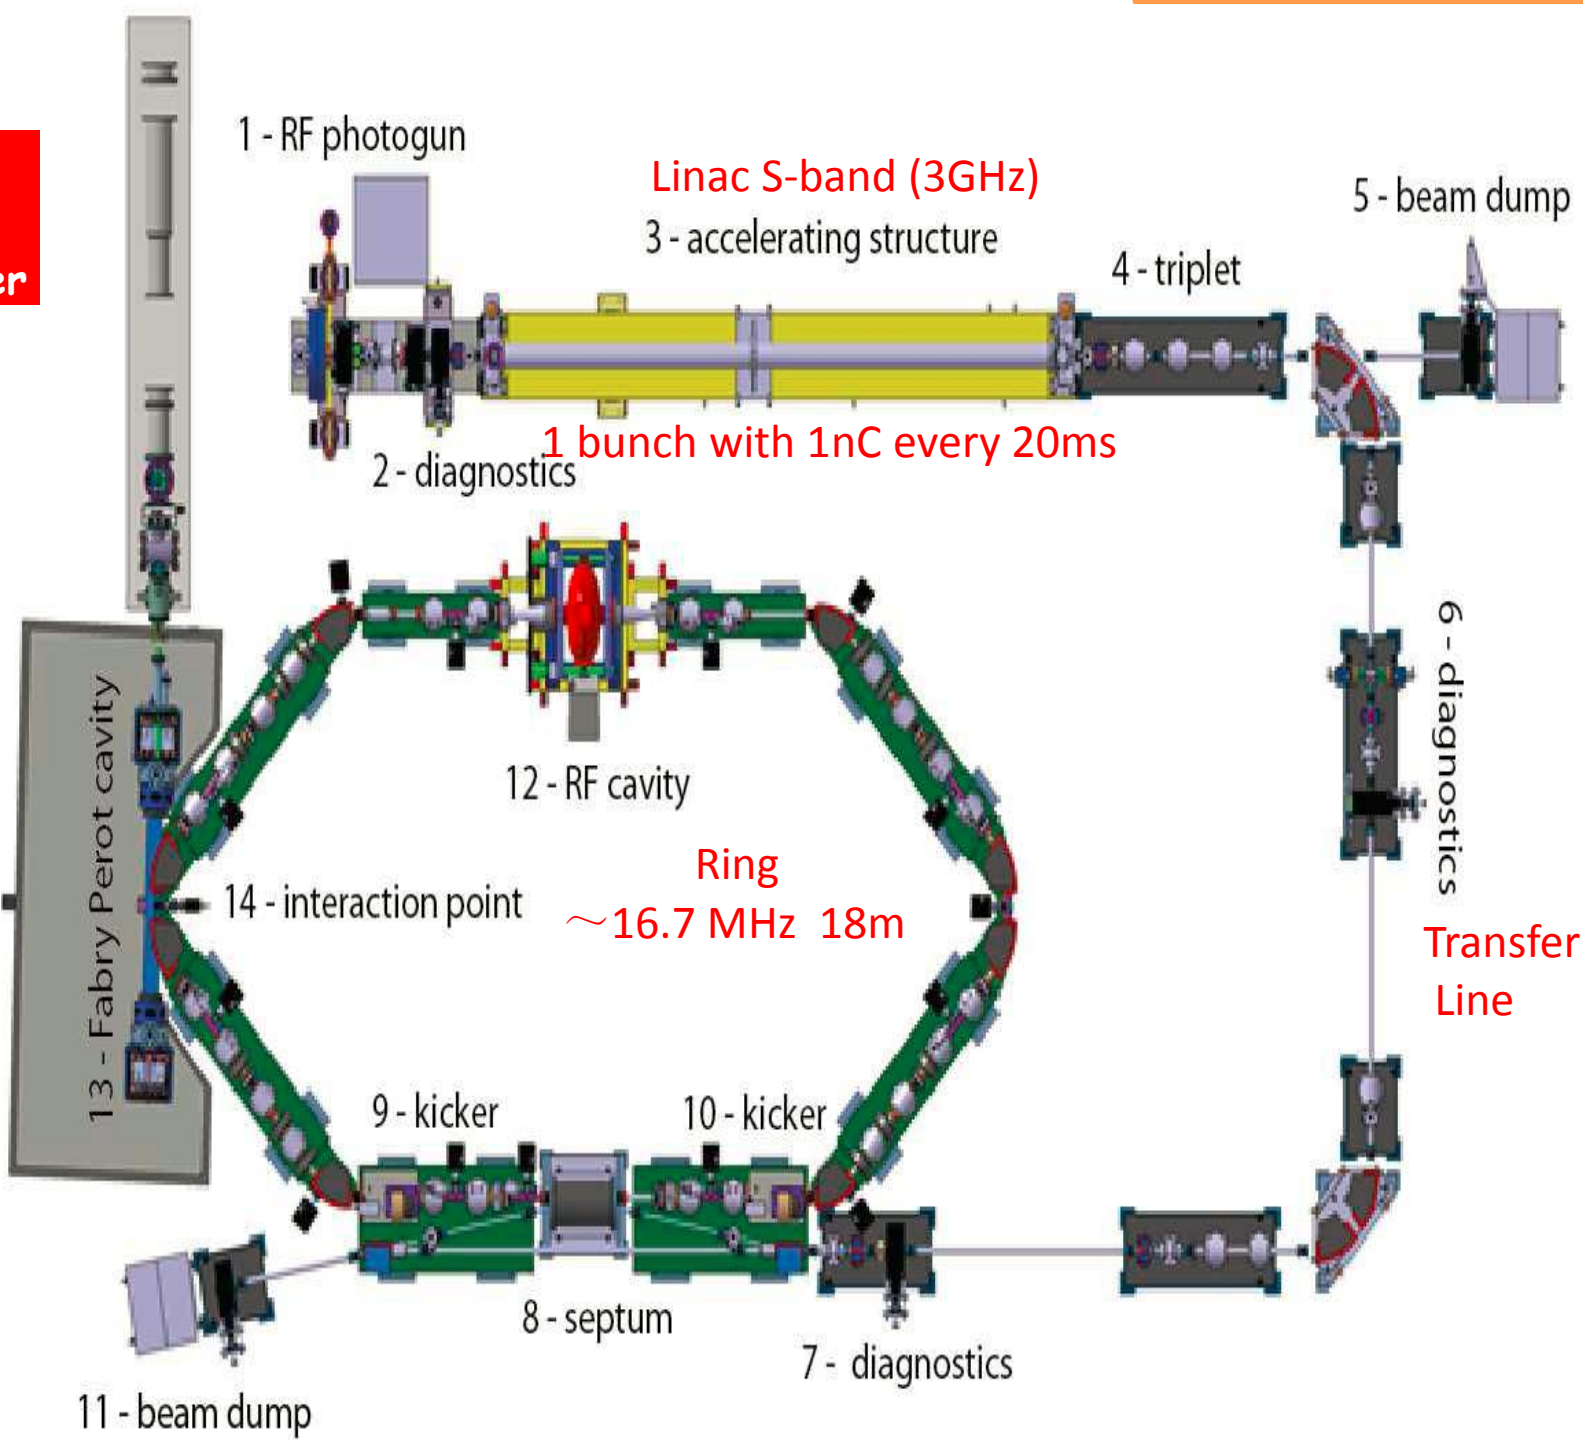 1 - RF photogun
Linac S-band (3GHz)
3 - accelerating structure
5 - beam dump
4 - triplet
1 bunch with 1nC every 20ms
2 - diagnostics
6 - diagnostics
12 - RF cavity
13 - Fabry Perot cavity
Ring
14 - interaction point
~16.7 MHz 18m
Transfer
Line
9 - kicker
10 - kicker
8 - septum
7 - diagnostics
11 - beam dump